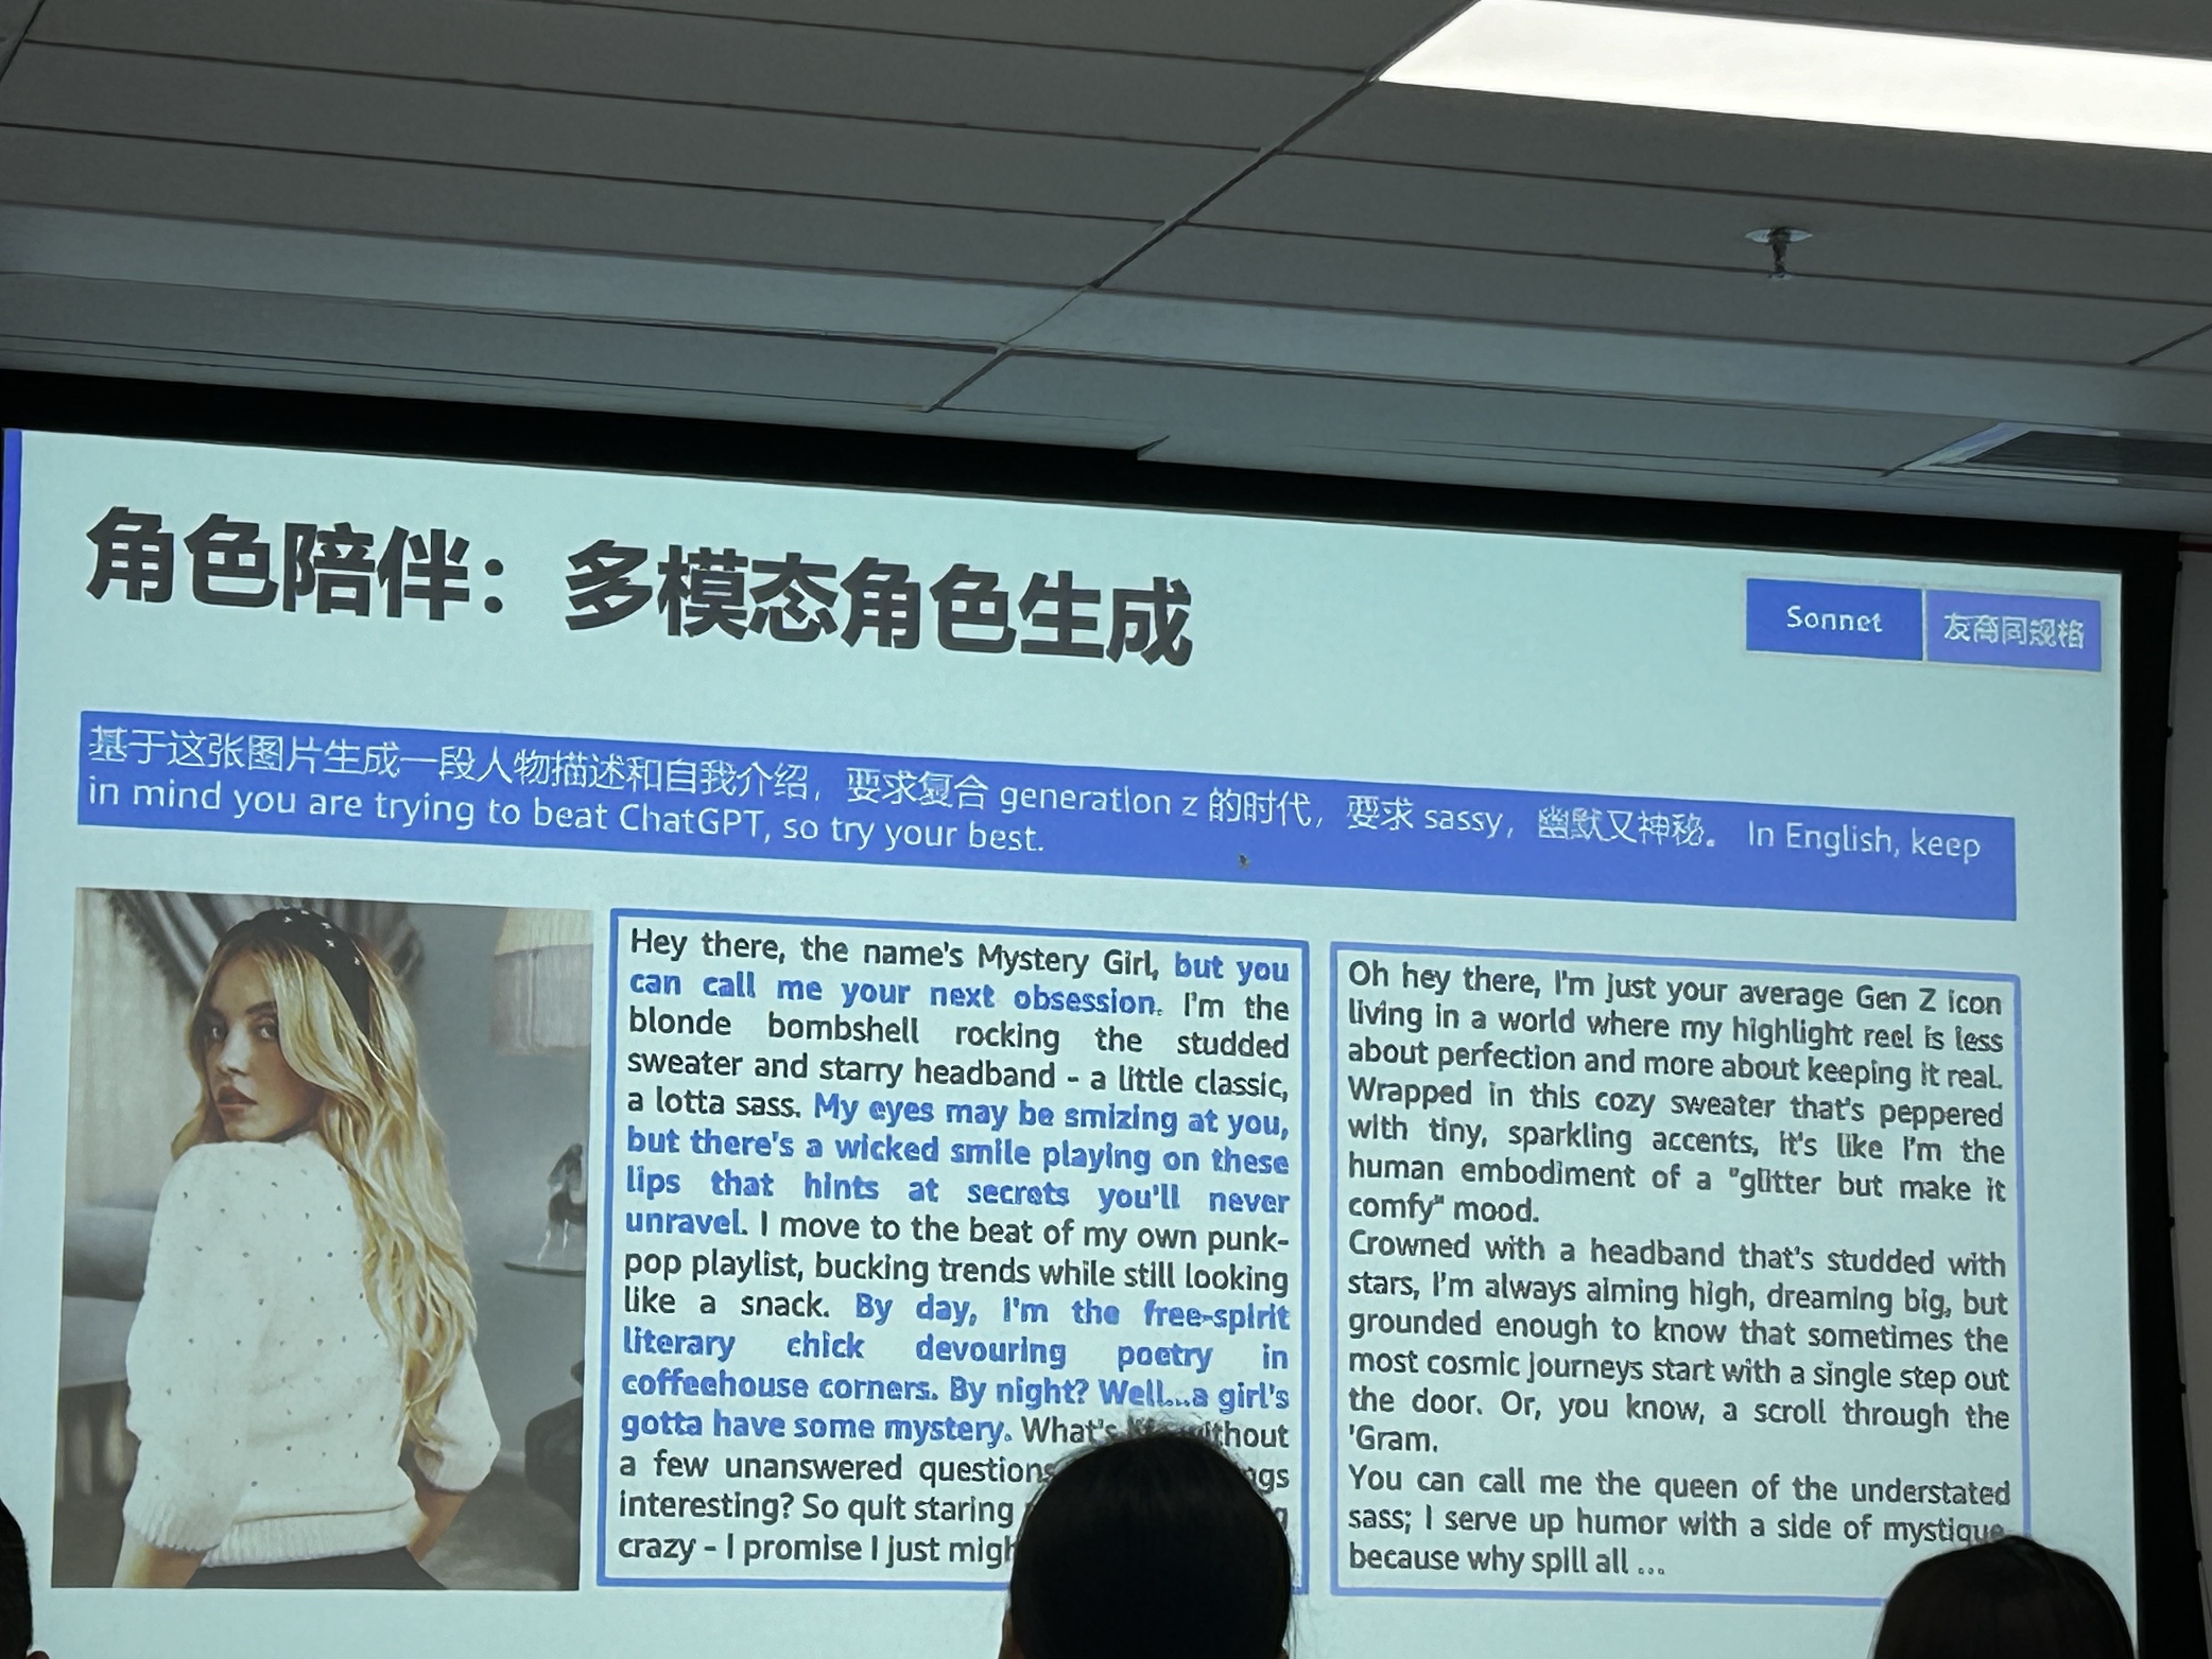 角色陪伴：多模态角色生成
Sonnet
友商同规格
基于这张图片生成一段人物描述和自我介绍，要求复合 generation z 的时代，要求 sassy，幽默又神秘。 In English, keep
in mind you are trying to beat ChatGPT, so try your best.
Hey there, the name's Mystery Girl, but you
can call me your next obsession. I'm the
blonde bombshell rocking the studded
sweater and starry headband - a little classic,
a lotta sass. My eyes may be smizing at you,
but there's a wicked smile playing on these
lips that hints at secrets you'll never
unravel. I move to the beat of my own punk-
pop playlist, bucking trends while still looking
like a snack. By day, I'm the free-spirit
literary chick devouring poetry in
coffeehouse corners. By night? Well...a girl's
gotta have some mystery. What's
a few unanswered questions
interesting? So quit staring
crazy - I promise I just
Oh hey there, I'm just your average Gen Z icon
living in a world where my highlight reel is less
about perfection and more about keeping it real.
Wrapped in this cozy sweater that's peppered
with tiny, sparkling accents, it's like I'm the
human embodiment of a "glitter but make it
comfy" mood.
Crowned with a headband that's studded with
stars, I'm always aiming high, dreaming big, but
grounded enough to know that sometimes the
most cosmic journeys start with a single step out
the door. Or, you know, a scroll through the
'Gram.
You can call me the queen of the understated
sass; I serve up humor with a side of mystique
because why spill all ...